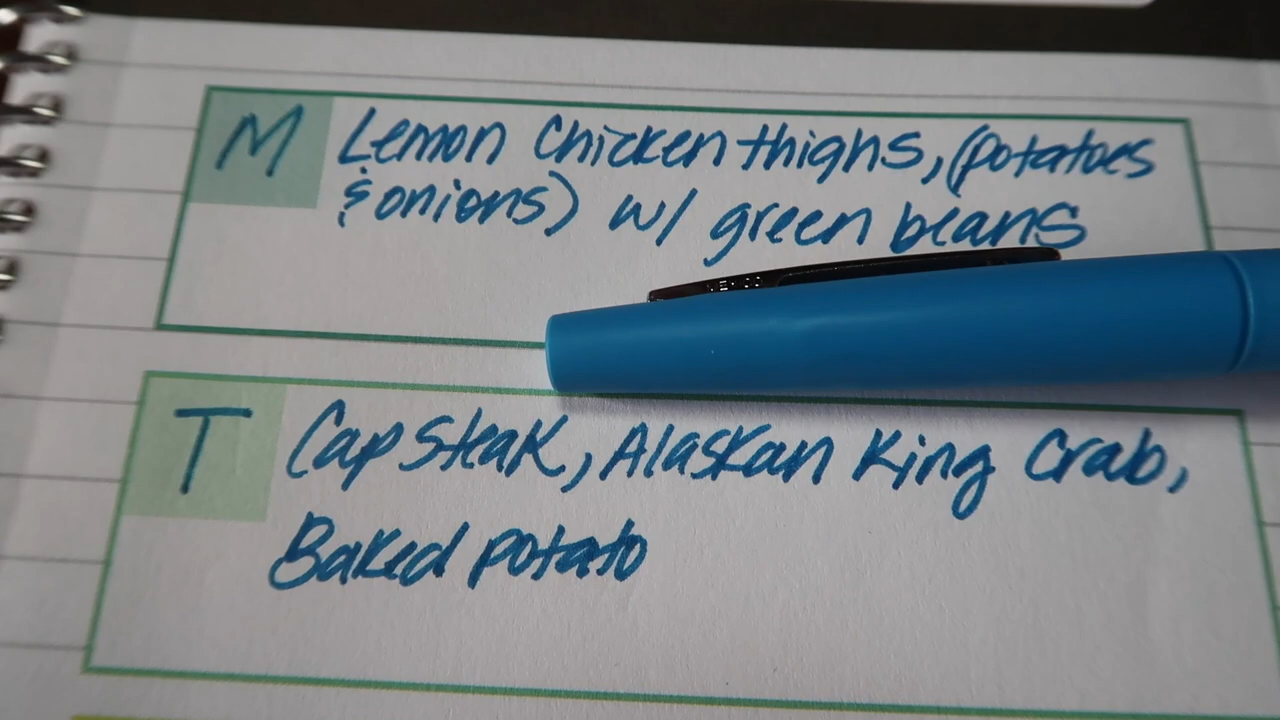 M Lemon Chicken thighs, (potatoes
& onions) w/ green beans
T Cap Steak, Alaskan King Crab,
Baked potato